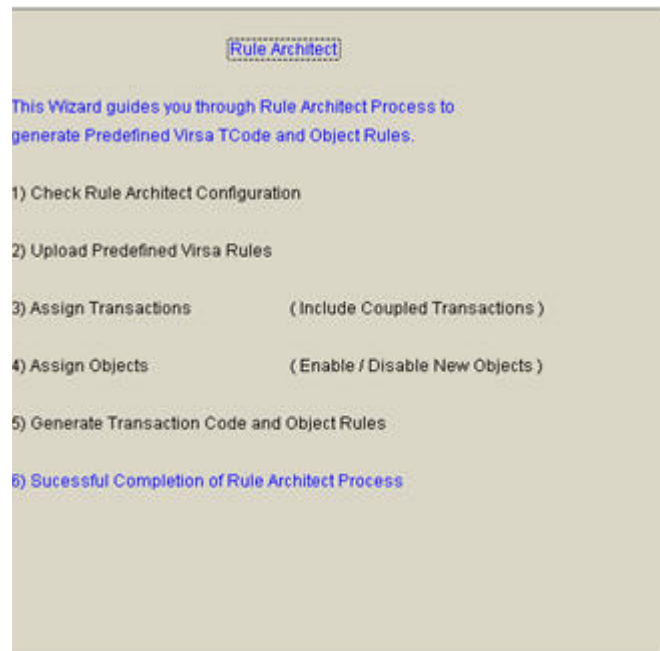 Rule Architect
This Wizard guides you through Rule Architect Process to
generate Predefined Virsa TCode and Object Rules.
1) Check Rule Architect Configuration
2) Upload Predefined Virsa Rules
3) Assign Transactions ( Include Coupled Transactions )
4) Assign Objects ( Enable / Disable New Objects )
5) Generate Transaction Code and Object Rules
6) Sucessful Completion of Rule Architect Process